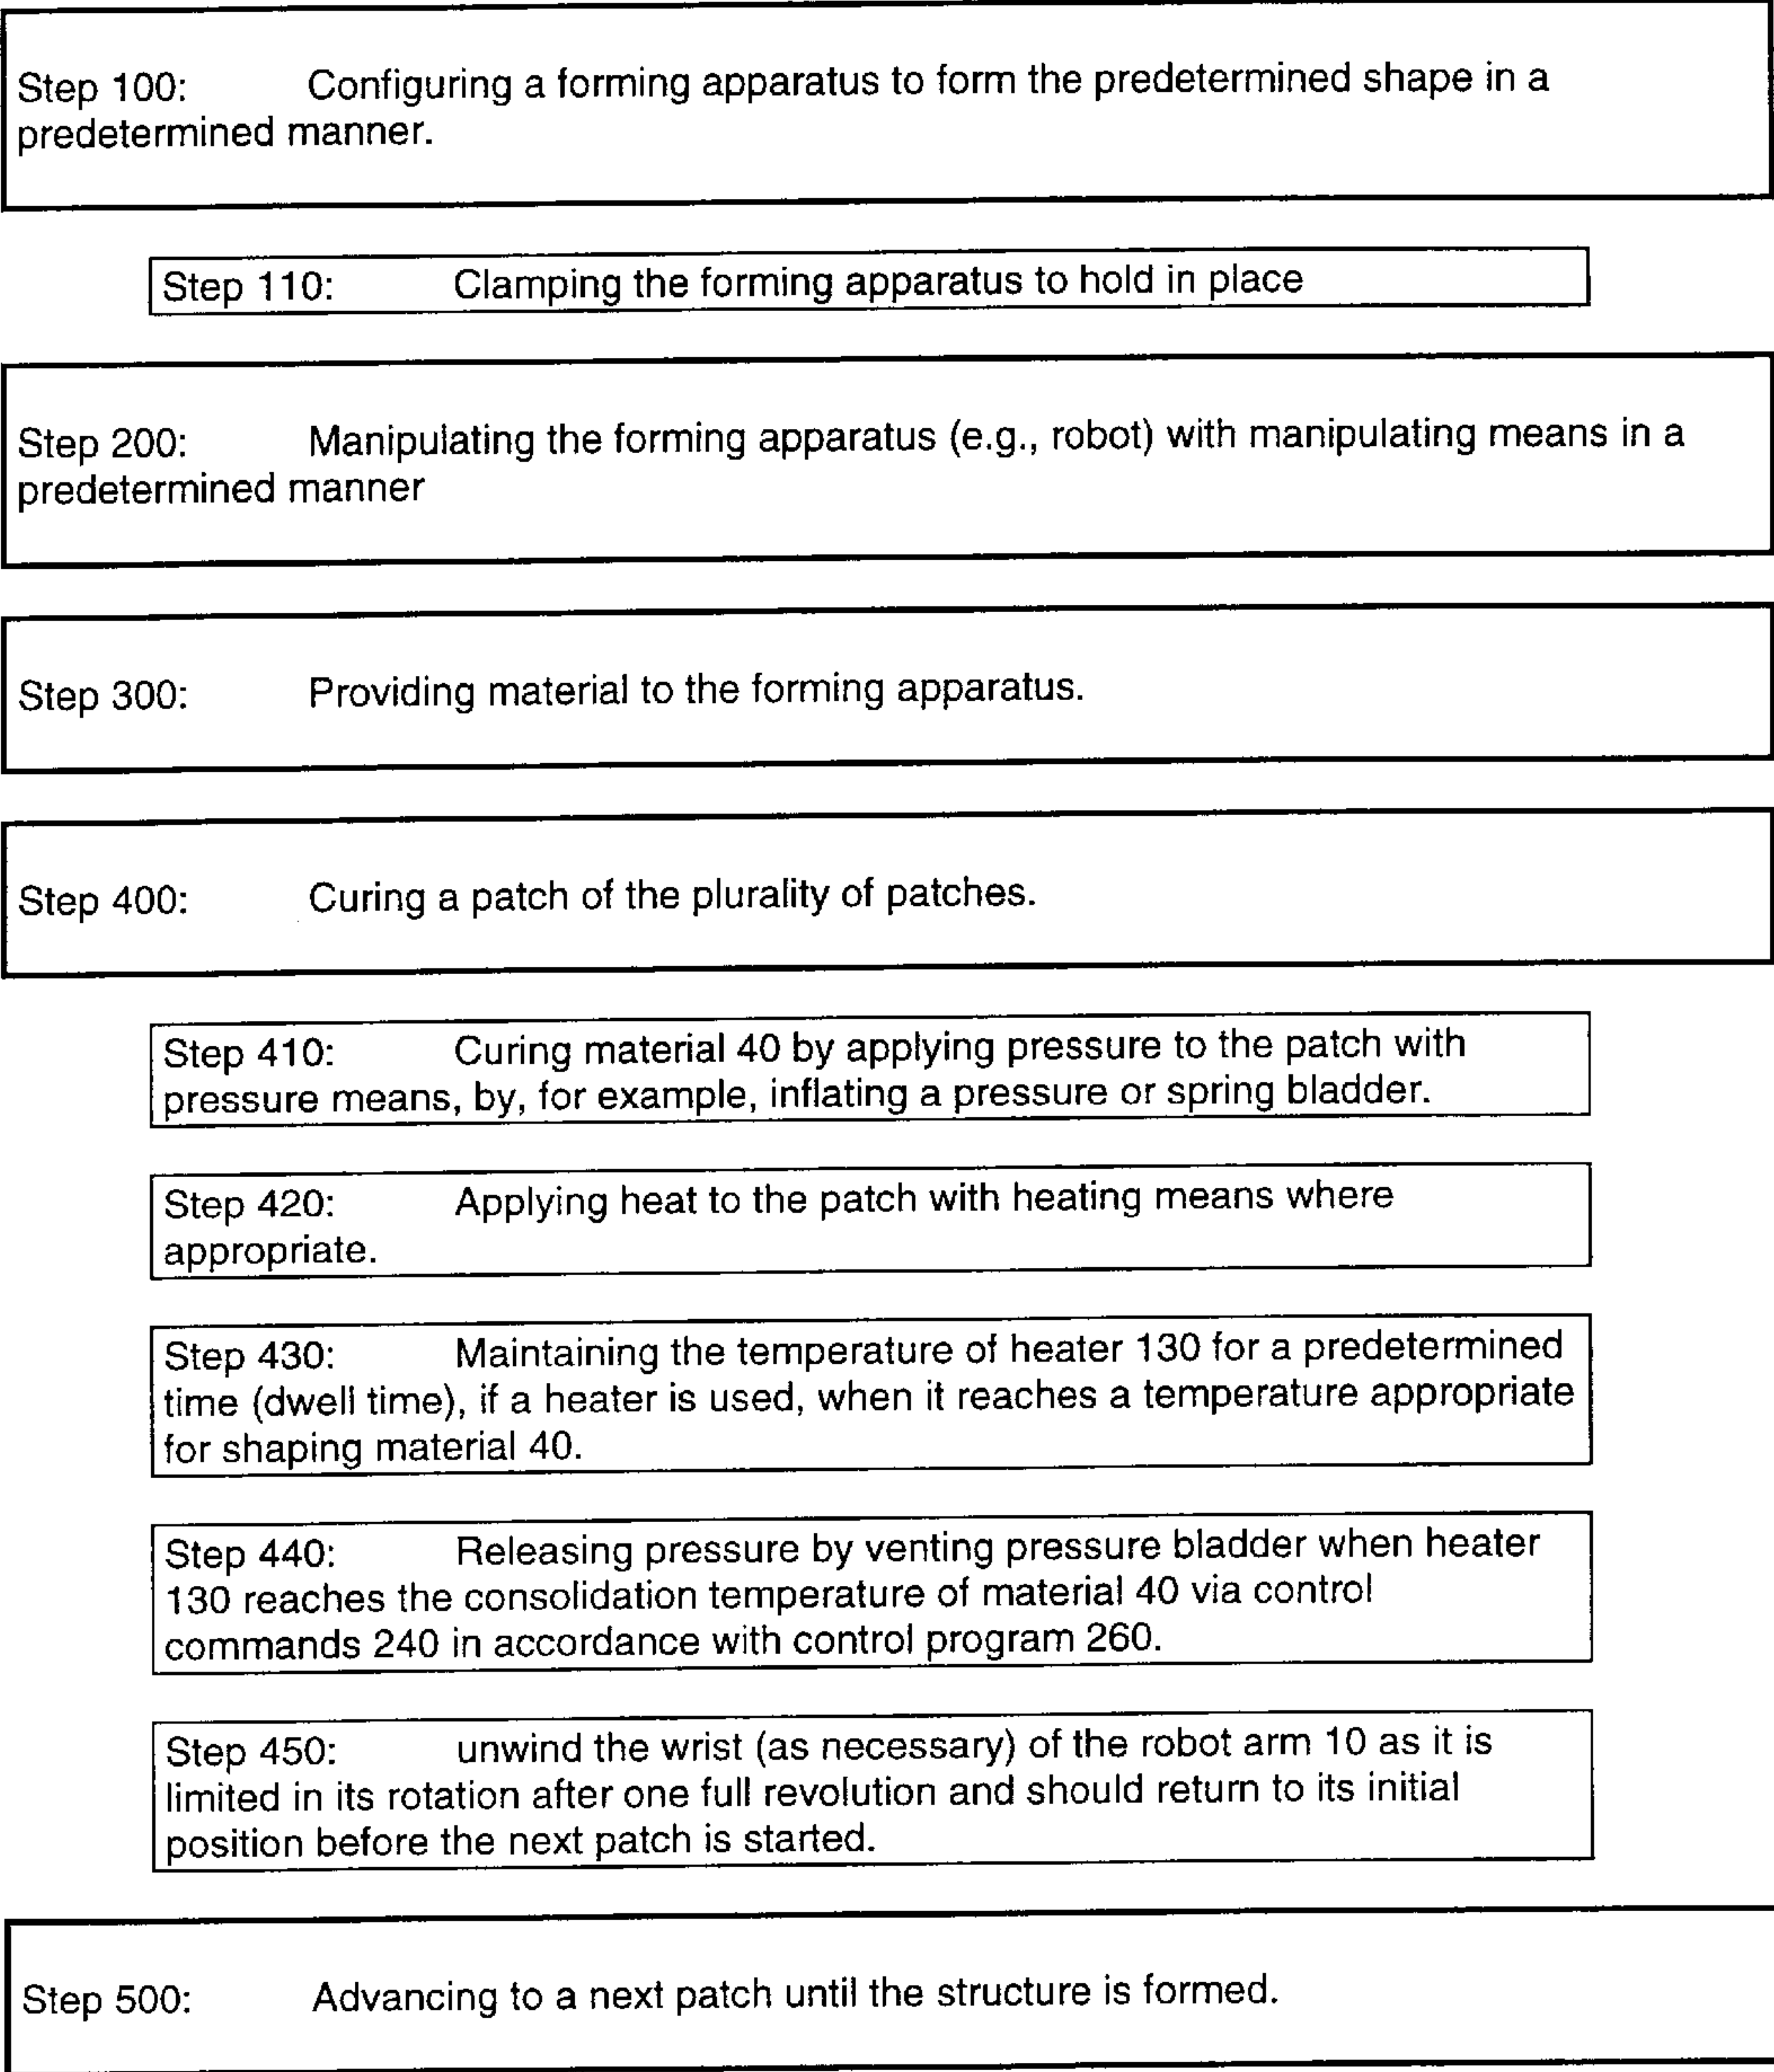 Step 100: Configuring a forming apparatus to form the predetermined shape in a
predetermined manner.
Step 110: Clamping the forming apparatus to hold in place
Step 200: Manipulating the forming apparatus (e.g., robot) with manipulating means in a
predetermined manner
Step 300: Providing material to the forming apparatus.
Step 400: Curing a patch of the plurality of patches.
Step 410: Curing material 40 by applying pressure to the patch with
pressure means, by, for example, inflating a pressure or spring bladder.
Step 420: Applying heat to the patch with heating means where
appropriate.
Step 430: Maintaining the temperature of heater 130 for a predetermined
time (dwell time), if a heater is used, when it reaches a temperature appropriate
for shaping material 40.
Step 440: Releasing pressure by venting pressure bladder when heater
130 reaches the consolidation temperature of material 40 via control
commands 240 in accordance with control program 260.
Step 450: unwind the wrist (as necessary) of the robot arm 10 as it is
limited in its rotation after one full revolution and should return to its initial
position before the next patch is started.
Step 500: Advancing to a next patch until the structure is formed.